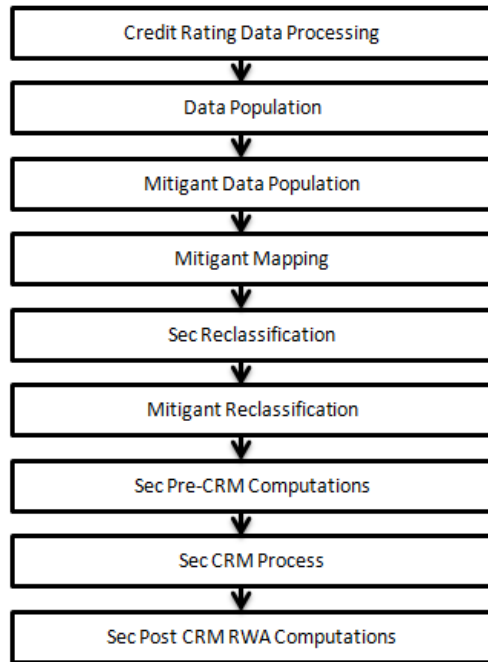 Credit Rating Data Processing
Data Population
Mitigant Data Population
Mitigant Mapping
Sec Reclassification
Mitigant Reclassification
Sec Pre-CRM Computations
Sec CRM Process
Sec Post CRM RWA Computations